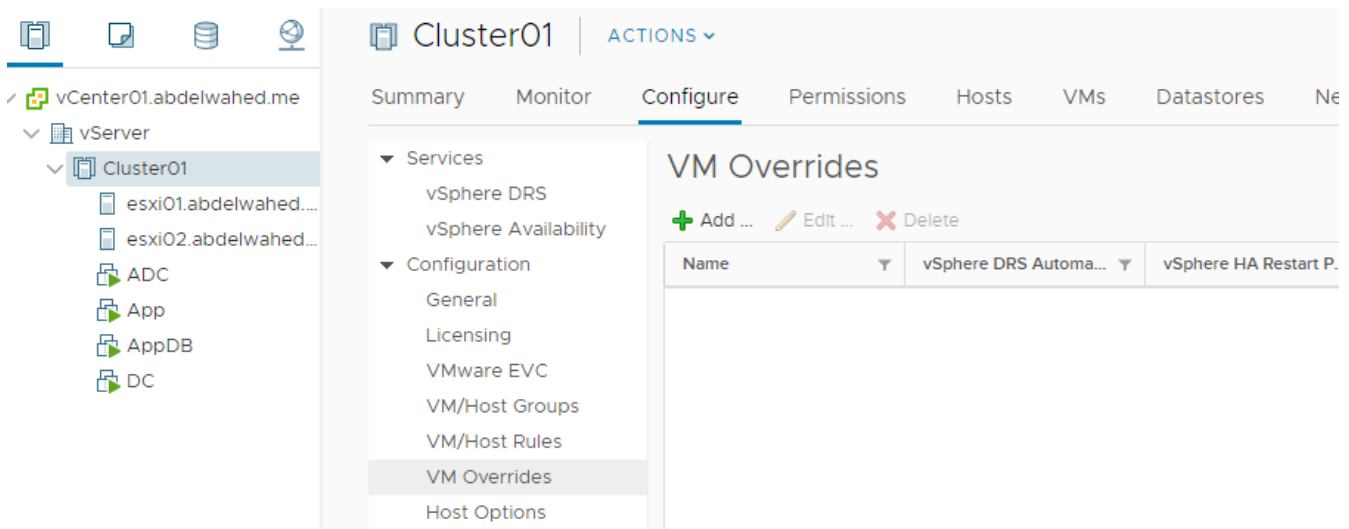 Cluster01 ACTIONS
vCenter01.abdelwahed.me
vServer
Cluster01
esxi01.abdelwahed....
esxi02.abdelwahed...
ADC
App
AppDB
DC
Summary Monitor Configure Permissions Hosts VMs Datastores Ne
Services
vSphere DRS
vSphere Availability
Configuration
General
Licensing
VMware EVC
VM/Host Groups
VM/Host Rules
VM Overrides
Host Options
VM Overrides
Add ... Edit ... Delete
Name vSphere DRS Automa... vSphere HA Restart P.